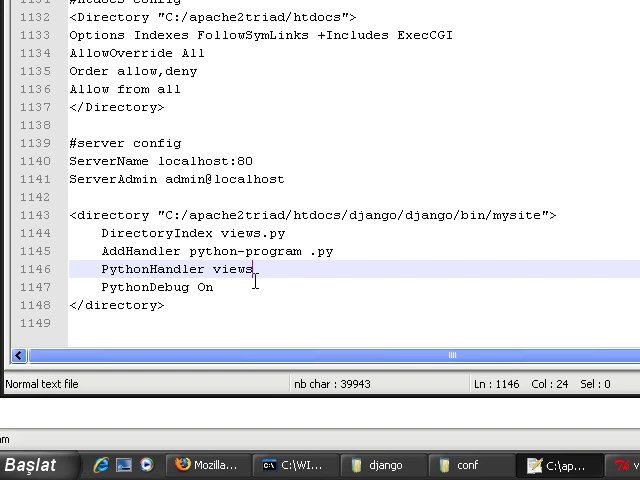 1131 #htdocs config
1132 <Directory "C:/apache2triad/htdocs">
1133 Options Indexes FollowSymLinks +Includes ExecCGI
1134 AllowOverride All
1135 Order allow,deny
1136 Allow from all
1137 </Directory>
1138
1139 #server config
1140 ServerName localhost:80
1141 ServerAdmin admin@localhost
1142
1143 <directory "C:/apache2triad/htdocs/django/django/bin/mysite">
1144 DirectoryIndex views.py
1145 AddHandler python-program .py
1146 PythonHandler views
1147 PythonDebug On
1148 </directory>
1149
Normal text file nb char : 39943 Ln : 1146 Col : 24 Sel : 0
am
Başlat Mozilla... C:\WI... django conf C:\ap... v